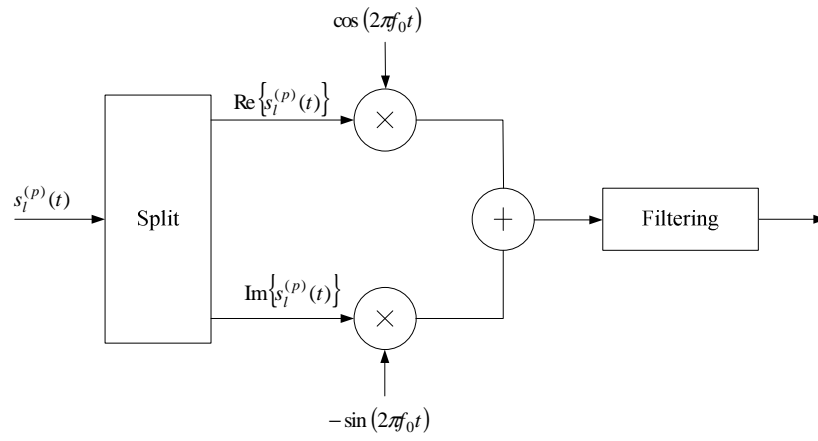 cos(2πf₀t)
Re{s_l^{(p)}(t)}
×
s_l^{(p)}(t)
Split
+
Filtering
Im{s_l^{(p)}(t)}
×
−sin(2πf₀t)